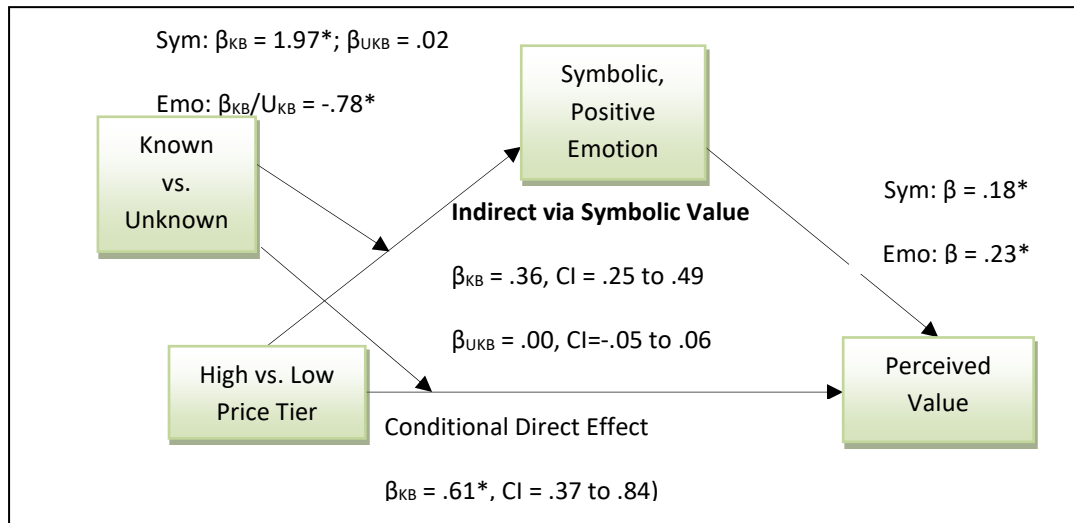 Sym: βKB = 1.97*; βUKB = .02
Emo: βKB/UKB = -.78*
Known
vs.
Unknown
Symbolic,
Positive
Emotion
Sym: β = .18*
Emo: β = .23*
Indirect via Symbolic Value
βKB = .36, CI = .25 to .49
βUKB = .00, CI=-.05 to .06
High vs. Low
Price Tier
Perceived
Value
Conditional Direct Effect
βKB = .61*, CI = .37 to .84)